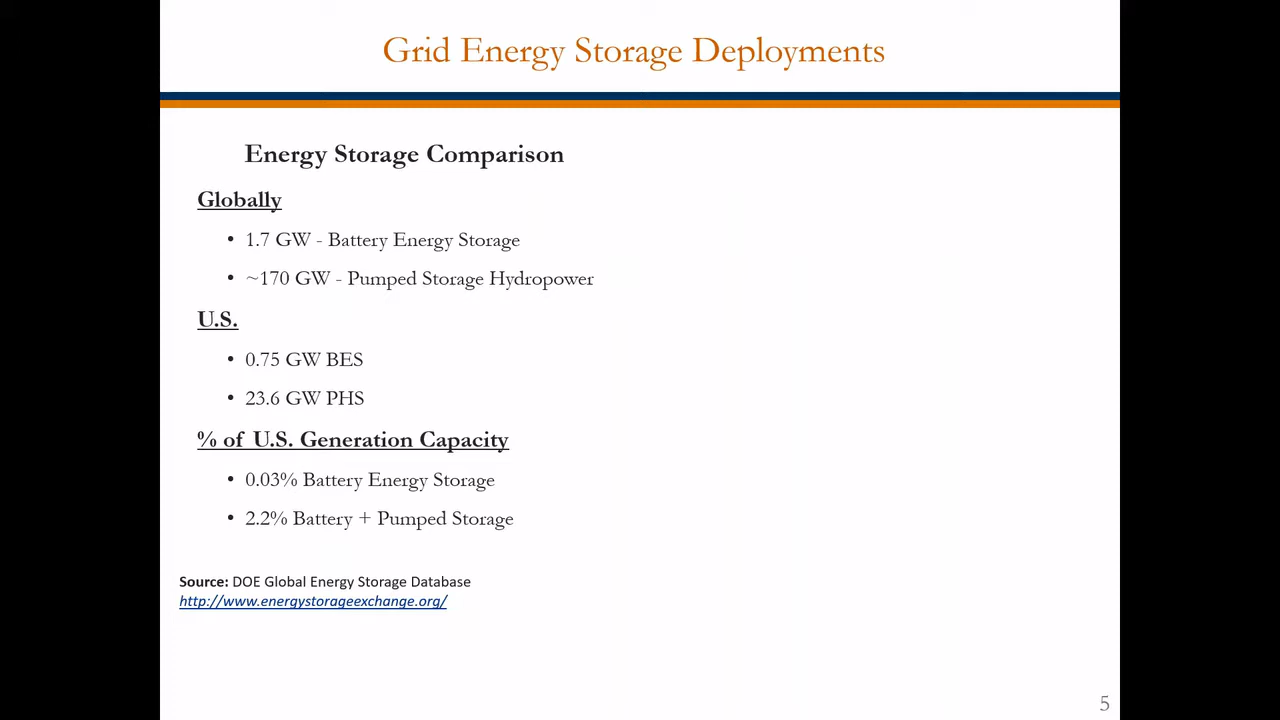 Grid Energy Storage Deployments
Energy Storage Comparison
Globally
• 1.7 GW - Battery Energy Storage
• ~170 GW - Pumped Storage Hydropower
U.S.
• 0.75 GW BES
• 23.6 GW PHS
% of U.S. Generation Capacity
• 0.03% Battery Energy Storage
• 2.2% Battery + Pumped Storage
Source: DOE Global Energy Storage Database
http://www.energystorageexchange.org/
5